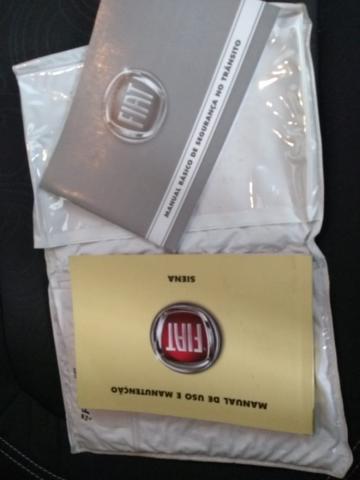 FIAT
MANUAL BÁSICO DE SEGURANÇA NO TRÂNSITO
MANUAL DE USO E MANUTENÇÃO
FIAT
SIENA